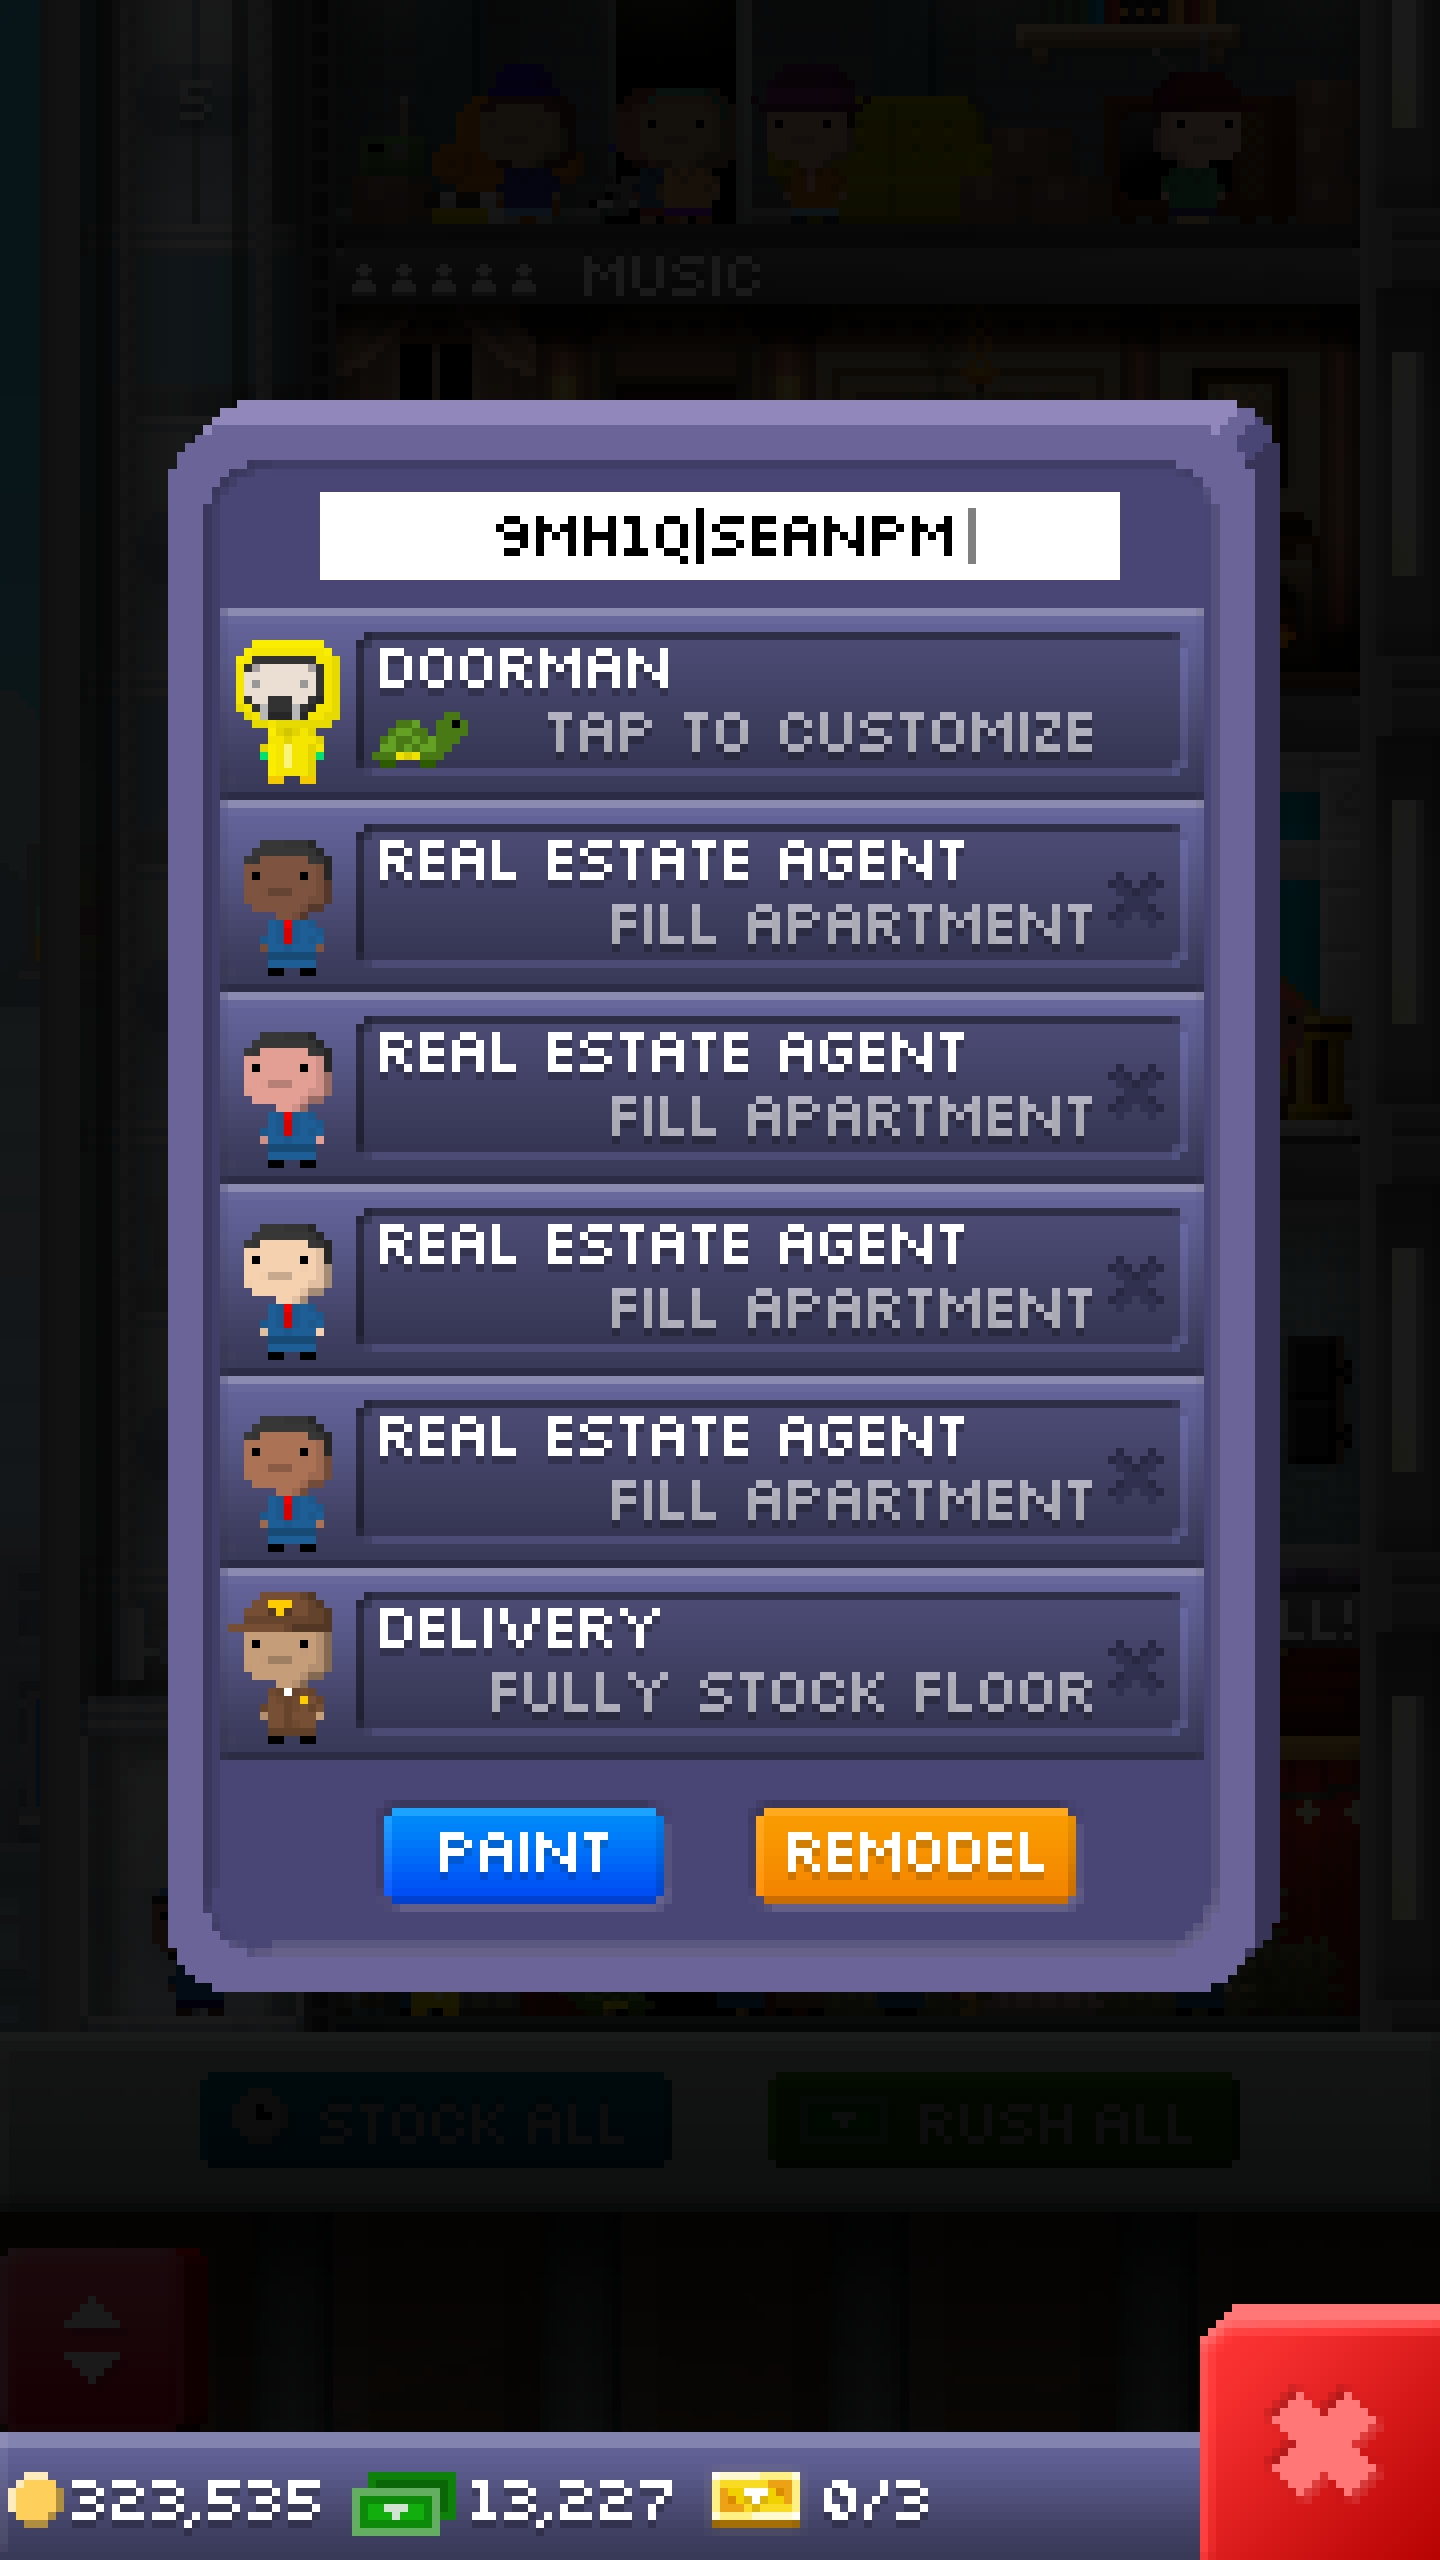 5
MUSIC
9MH1Q|SEANPM
DOORMAN
TAP TO CUSTOMIZE
REAL ESTATE AGENT
FILL APARTMENT
REAL ESTATE AGENT
FILL APARTMENT
REAL ESTATE AGENT
FILL APARTMENT
REAL ESTATE AGENT
FILL APARTMENT
DELIVERY
FULLY STOCK FLOOR
PAINT REMODEL
STOCK ALL RUSH ALL
323,535 13,227 0/3